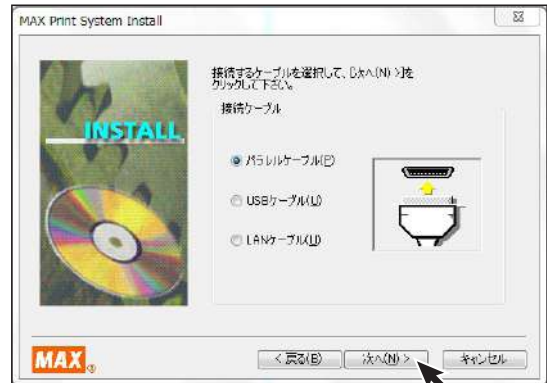 MAX Print System Install
接続するケーブルを選択して、[次へ(N) >]を
クリックして下さい。
接続ケーブル
INSTALL
パラレルケーブル(P)
USBケーブル(U)
LANケーブル(U)
MAX®
< 戻る(B)
次へ(N) >
キャンセル